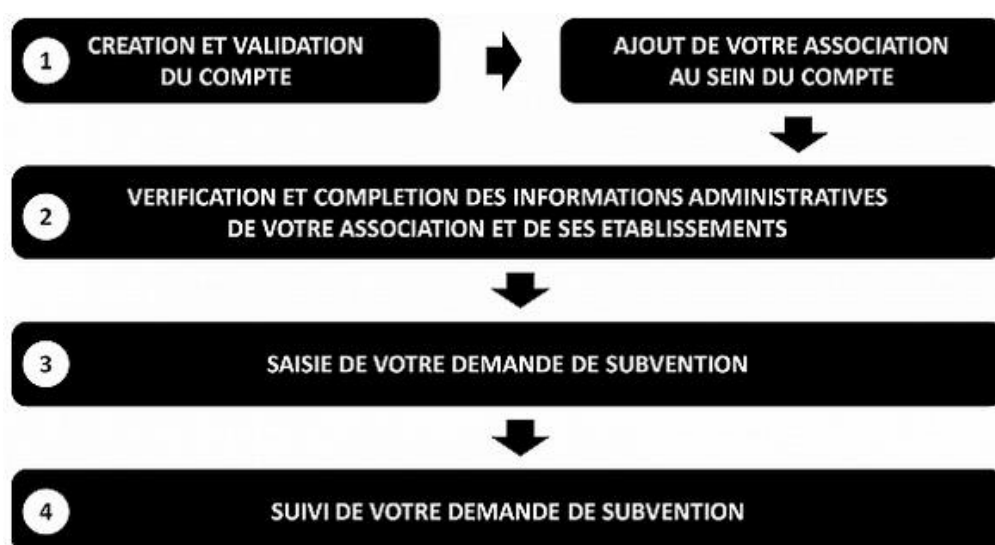 1
CREATION ET VALIDATION
DU COMPTE
AJOUT DE VOTRE ASSOCIATION
AU SEIN DU COMPTE
2
VERIFICATION ET COMPLETION DES INFORMATIONS ADMINISTRATIVES
DE VOTRE ASSOCIATION ET DE SES ETABLISSEMENTS
3
SAISIE DE VOTRE DEMANDE DE SUBVENTION
4
SUIVI DE VOTRE DEMANDE DE SUBVENTION